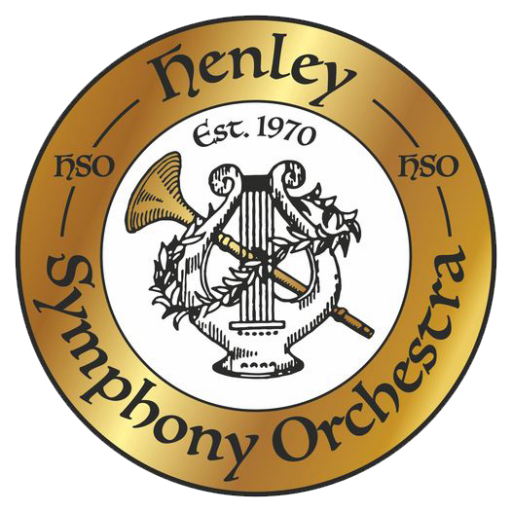 Henley
Est. 1970
HSO
HSO
Symphony Orchestra